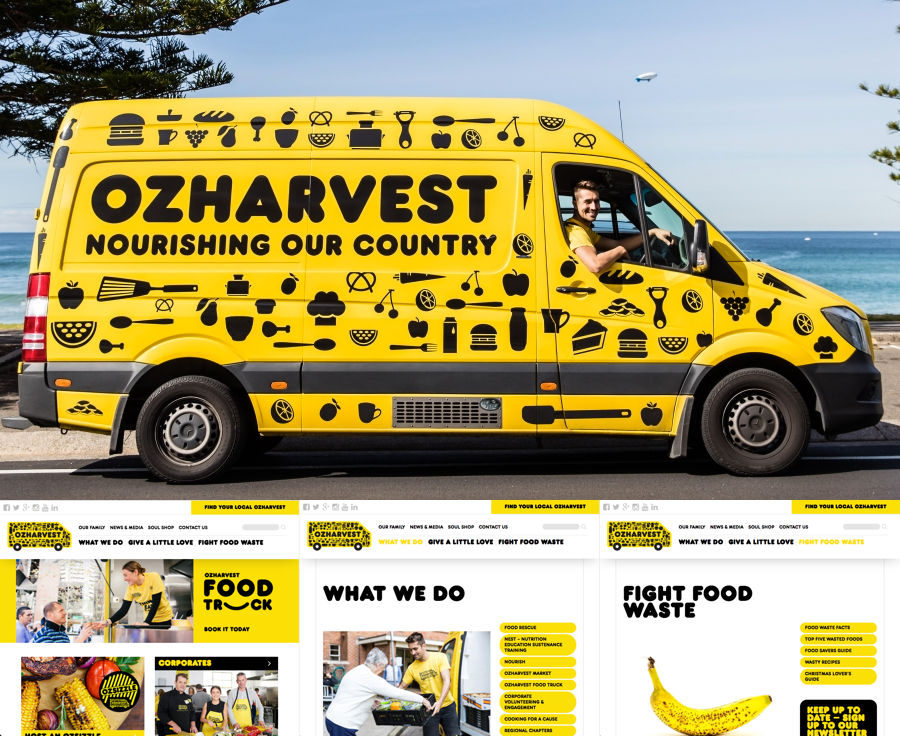 OZHARVEST
NOURISHING OUR COUNTRY
FIND YOUR LOCAL OZHARVEST
OZHARVEST
OUR FAMILY NEWS & MEDIA SOUL SHOP CONTACT US
WHAT WE DO GIVE A LITTLE LOVE FIGHT FOOD WASTE
OZHARVEST
FOOD
TRUCK
BOOK IT TODAY
CORPORATES
OZSIZZLE
HOST AN OZSIZZLE
FIND YOUR LOCAL OZHARVEST
OZHARVEST
OUR FAMILY NEWS & MEDIA SOUL SHOP CONTACT US
WHAT WE DO GIVE A LITTLE LOVE FIGHT FOOD WASTE
WHAT WE DO
FOOD RESCUE
NEST – NUTRITION
EDUCATION SUSTENANCE
TRAINING
NOURISH
OZHARVEST MARKET
OZHARVEST FOOD TRUCK
CORPORATE
VOLUNTEERING &
ENGAGEMENT
COOKING FOR A CAUSE
REGIONAL CHAPTERS
FIND YOUR LOCAL OZHARVEST
OZHARVEST
OUR FAMILY NEWS & MEDIA SOUL SHOP CONTACT US
WHAT WE DO GIVE A LITTLE LOVE FIGHT FOOD WASTE
FIGHT FOOD
WASTE
FOOD WASTE FACTS
TOP FIVE WASTED FOODS
FOOD SAVERS GUIDE
WASTY RECIPES
CHRISTMAS LOVER'S
GUIDE
KEEP UP TO
DATE – SIGN
UP TO OUR
NEWSLETTER